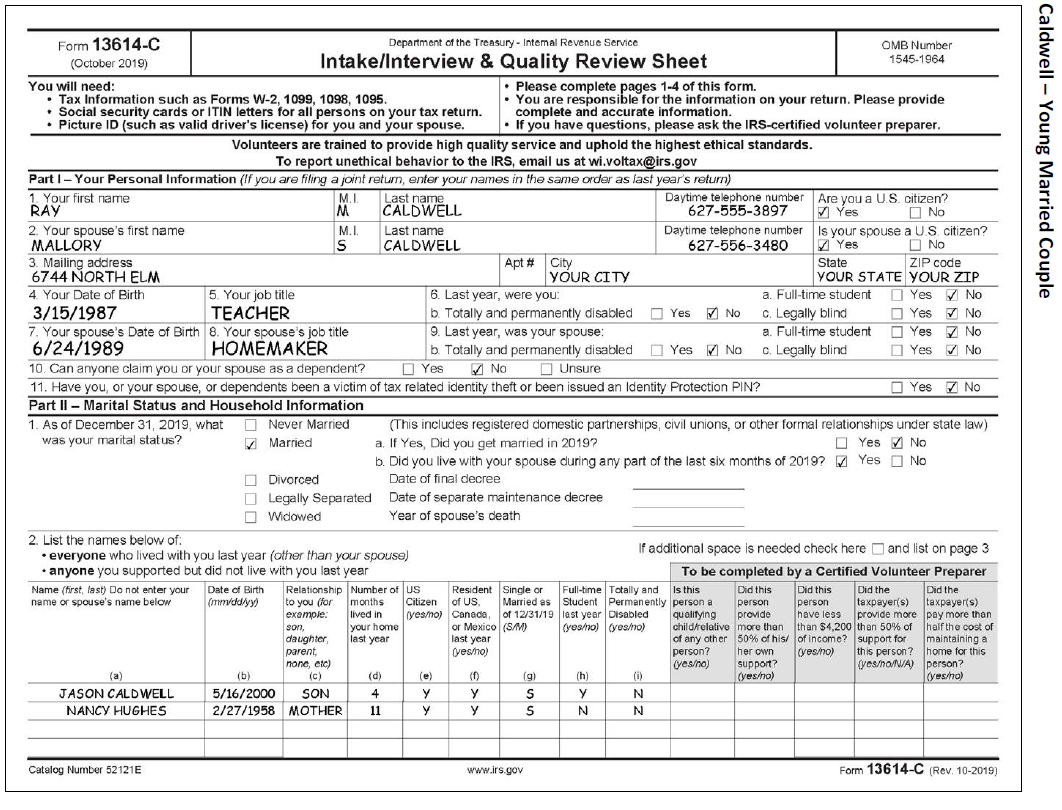 Form 13614-C
(October 2019)
Department of the Treasury - Internal Revenue Service
Intake/Interview & Quality Review Sheet
OMB Number
1545-1964
You will need:
• Tax Information such as Forms W-2, 1099, 1098, 1095.
• Social security cards or ITIN letters for all persons on your tax return.
• Picture ID (such as valid driver's license) for you and your spouse.
• Please complete pages 1-4 of this form.
• You are responsible for the information on your return. Please provide
complete and accurate information.
• If you have questions, please ask the IRS-certified volunteer preparer.
Volunteers are trained to provide high quality service and uphold the highest ethical standards.
To report unethical behavior to the IRS, email us at wi.voltax@irs.gov
Part I – Your Personal Information (If you are filing a joint return, enter your names in the same order as last year's return)
1. Your first name M.I. Last name Daytime telephone number Are you a U.S. citizen?
RAY M CALDWELL 627-555-3897 ☑ Yes ☐ No
2. Your spouse's first name M.I. Last name Daytime telephone number Is your spouse a U.S. citizen?
MALLORY S CALDWELL 627-556-3480 ☑ Yes ☐ No
3. Mailing address Apt # City State ZIP code
6744 NORTH ELM YOUR CITY YOUR STATE YOUR ZIP
4. Your Date of Birth 5. Your job title 6. Last year, were you: a. Full-time student ☐ Yes ☑ No
3/15/1987 TEACHER b. Totally and permanently disabled ☐ Yes ☑ No c. Legally blind ☐ Yes ☑ No
7. Your spouse's Date of Birth 8. Your spouse's job title 9. Last year, was your spouse: a. Full-time student ☐ Yes ☑ No
6/24/1989 HOMEMAKER b. Totally and permanently disabled ☐ Yes ☑ No c. Legally blind ☐ Yes ☑ No
10. Can anyone claim you or your spouse as a dependent? ☐ Yes ☑ No ☐ Unsure
11. Have you, or your spouse, or dependents been a victim of tax related identity theft or been issued an Identity Protection PIN? ☐ Yes ☑ No
Part II – Marital Status and Household Information
1. As of December 31, 2019, what ☐ Never Married (This includes registered domestic partnerships, civil unions, or other formal relationships under state law)
was your marital status? ☑ Married a. If Yes, Did you get married in 2019? ☐ Yes ☑ No
b. Did you live with your spouse during any part of the last six months of 2019? ☑ Yes ☐ No
☐ Divorced Date of final decree
☐ Legally Separated Date of separate maintenance decree
☐ Widowed Year of spouse's death
2. List the names below of:
• everyone who lived with you last year (other than your spouse)
• anyone you supported but did not live with you last year
If additional space is needed check here ☐ and list on page 3
To be completed by a Certified Volunteer Preparer
Name (first, last) Do not enter your
name or spouse's name below
(a)
Date of Birth
(mm/dd/yy)
(b)
Relationship
to you (for
example:
son,
daughter,
parent,
none, etc)
(c)
Number of
months
lived in
your home
last year
(d)
US
Citizen
(yes/no)
(e)
Resident
of US,
Canada,
or Mexico
last year
(yes/no)
(f)
Single or
Married as
of 12/31/19
(S/M)
(g)
Full-time
Student
last year
(yes/no)
(h)
Totally and
Permanently
Disabled
(yes/no)
(i)
Is this
person a
qualifying
child/relative
of any other
person?
(yes/no)
Did this
person
provide
more than
50% of his/
her own
support?
(yes/no)
Did this
person
have less
than $4,200
of income?
(yes/no)
Did the
taxpayer(s)
provide more
than 50% of
support for
this person?
(yes/no/N/A)
Did the
taxpayer(s)
pay more than
half the cost of
maintaining a
home for this
person?
(yes/no)
JASON CALDWELL 5/16/2000 SON 4 Y Y S Y N
NANCY HUGHES 2/27/1958 MOTHER 11 Y Y S N N
Catalog Number 52121E www.irs.gov Form 13614-C (Rev. 10-2019)
Caldwell – Young Married Couple